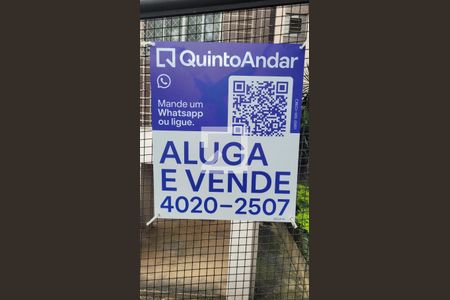 QuintoAndar
Mande um
Whatsapp
ou ligue.
ALUGA
E VENDE
4020-2507